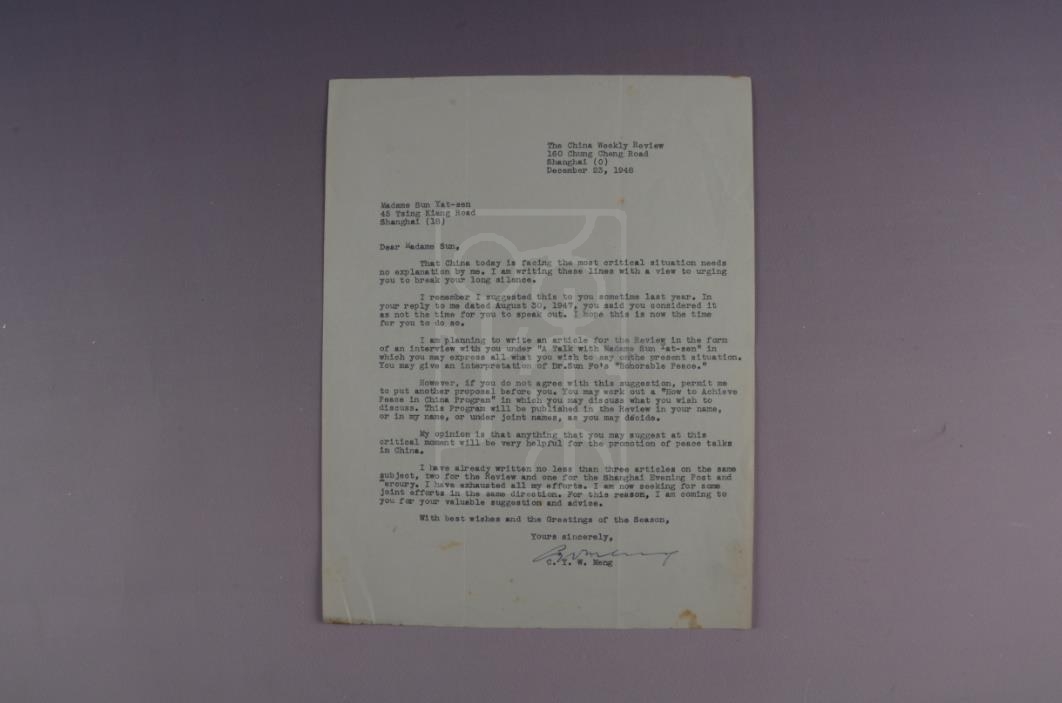 The China Weekly Review
160 Chung Cheng Road
Shanghai (0)
December 23, 1948
Madame Sun Yat-sen
45 Tsing Kiang Road
Shanghai (18)
Dear Madame Sun,
That China today is facing the most critical situation needs
no explanation by me. I am writing these lines with a view to urging
you to break your long silence.
I remember I suggested this to you sometime last year. In
your reply to me dated August 30, 1947, you said you considered it
as not the time for you to speak out. I hope this is now the time
for you to do so.
I am planning to write an article for the Review in the form
of an interview with you under "A Talk with Madame Sun Yat-sen" in
which you may express all what you wish to say onthe present situation.
You may give an interpretation of Dr.Sun Fo's "Honorable Peace."
However, if you do not agree with this suggestion, permit me
to put another proposal before you. You may work out a "How to Achieve
Peace in China Program" in which you may discuss what you wish to
discuss. This Program will be published in the Review in your name,
or in my name, or under joint names, as you may decide.
My opinion is that anything that you may suggest at this
critical moment will be very helpful for the promotion of peace talks
in China.
I have already written no less than three articles on the same
subject, two for the Review and one for the Shanghai Evening Post and
Mercury. I have exhausted all my efforts. I am now seeking for some
joint efforts in the same direction. For this reason, I am coming to
you for your valuable suggestion and advise.
With best wishes and the Greetings of the Season,
Yours sincerely,
C. Y. W. Meng